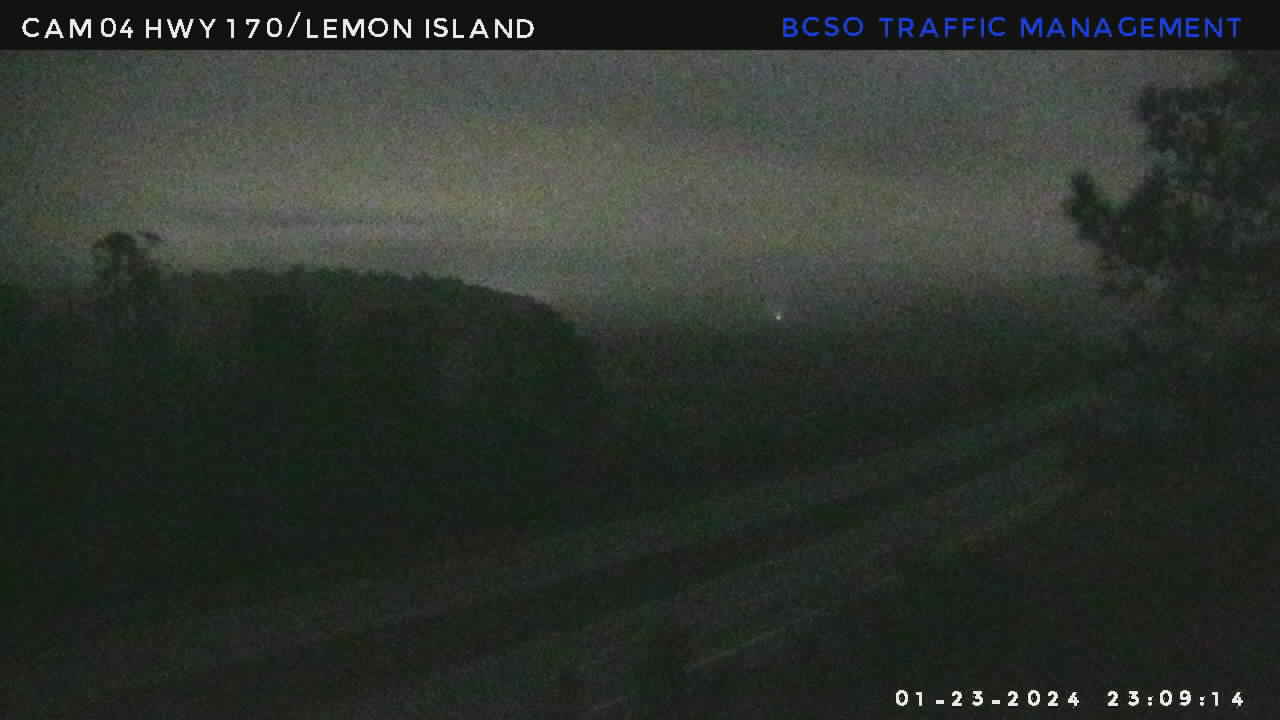 CAM04 HWY 170/LEMON ISLAND
BCSO TRAFFIC MANAGEMENT
01-23-2024 23:09:14